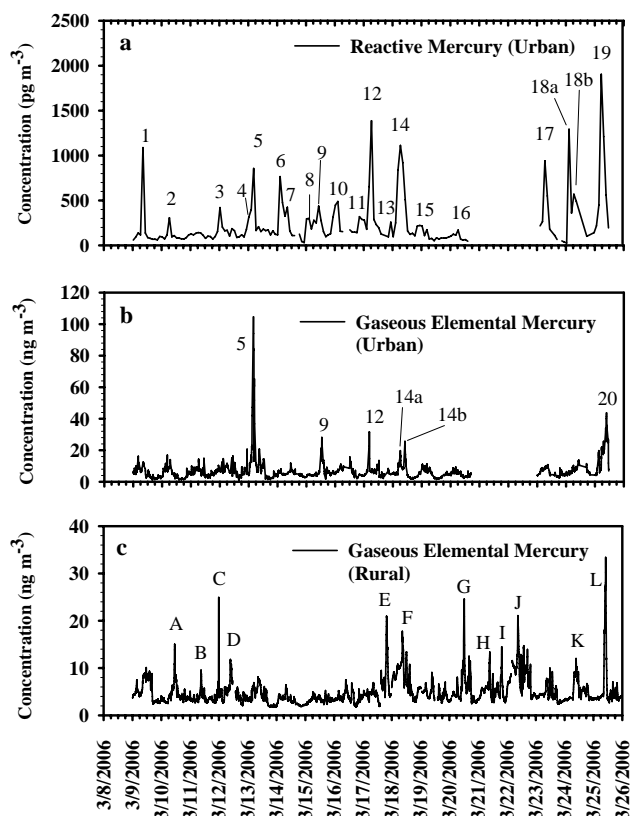 a
Reactive Mercury (Urban)
Concentration (pg m-3)
2500
2000
1500
1000
500
0
1
2
3
4
5
6
7
8
9
10
11
12
13
14
15
16
17
18a
18b
19
b
Gaseous Elemental Mercury
(Urban)
Concentration (ng m-3)
120
100
80
60
40
20
0
5
9
12
14a
14b
20
c
Gaseous Elemental Mercury
(Rural)
Concentration (ng m-3)
40
30
20
10
0
A
B
C
D
E
F
G
H
I
J
K
L
3/8/2006
3/9/2006
3/10/2006
3/11/2006
3/12/2006
3/13/2006
3/14/2006
3/15/2006
3/16/2006
3/17/2006
3/18/2006
3/19/2006
3/20/2006
3/21/2006
3/22/2006
3/23/2006
3/24/2006
3/25/2006
3/26/2006